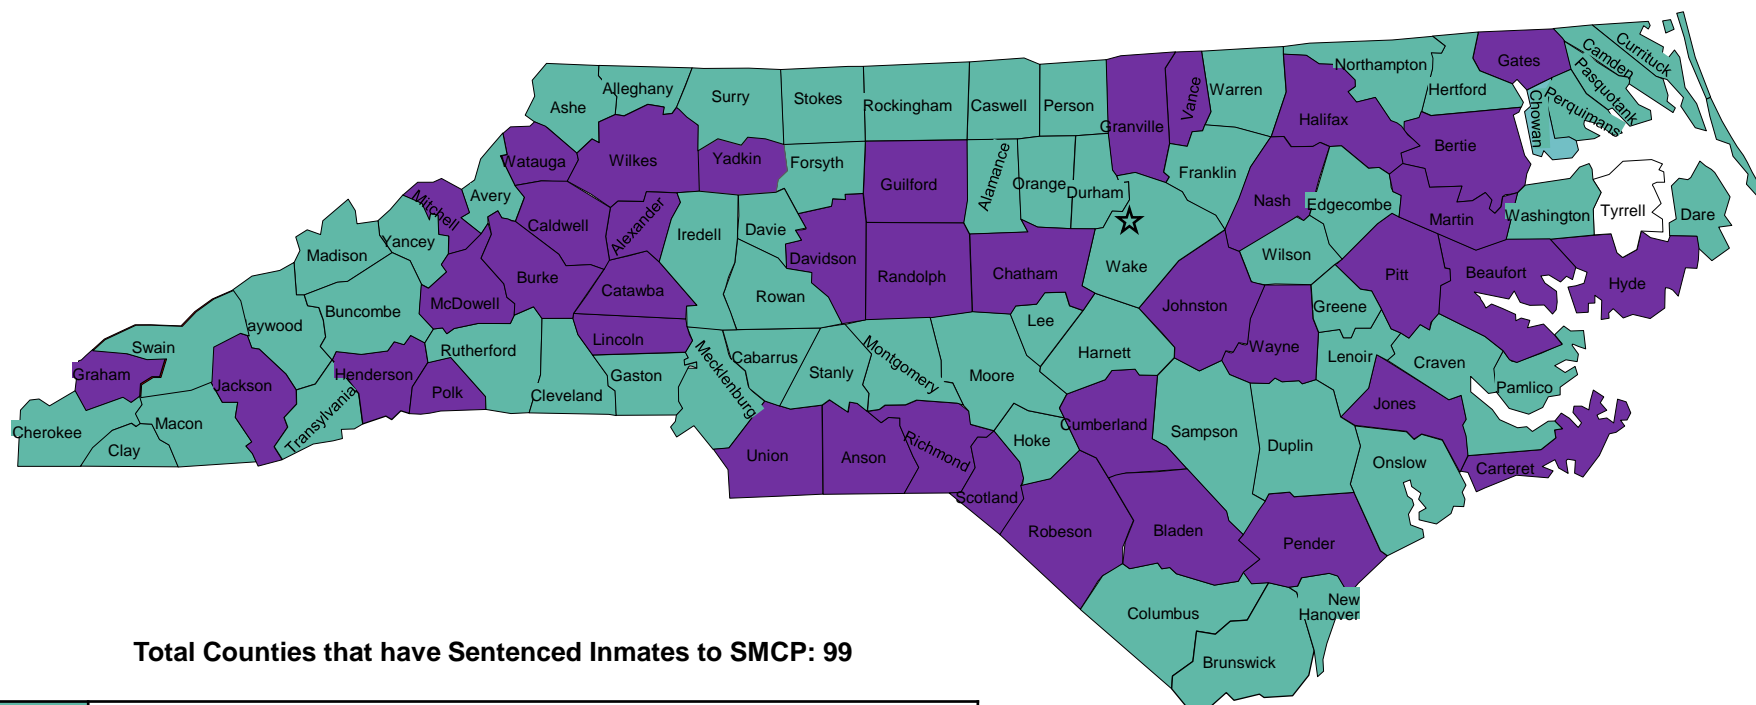 Currituck
Camden
Gates
Northampton
Pasquotank
Alleghany
Hertford
Vance
Warren
Surry
Stokes
Rockingham
Caswell
Person
Ashe
Perquimans
Chowan
Halifax
Granville
Bertie
Watauga
Wilkes
Yadkin
Forsyth
Franklin
Alamance
Guilford
Orange
Durham
Avery
Mitchell
Nash
Edgecombe
Martin
Washington
Tyrrell
Dare
Caldwell
Alexander
Iredell
Davie
Yancey
Madison
Davidson
Wilson
Wake
Randolph
Chatham
Pitt
Beaufort
Hyde
Burke
Catawba
Rowan
McDowell
Johnston
Greene
Buncombe
aywood
Lee
Lincoln
Swain
Rutherford
Mecklenburg
Cabarrus
Montgomery
Harnett
Wayne
Lenoir
Craven
Graham
Henderson
Gaston
Stanly
Moore
Jackson
Polk
Cleveland
Pamlico
Jones
Transylvania
Macon
Cherokee
Clay
Cumberland
Hoke
Sampson
Duplin
Union
Anson
Richmond
Onslow
Carteret
Scotland
Robeson
Bladen
Pender
New
Hanover
Columbus
Brunswick
Total Counties that have Sentenced Inmates to SMCP: 99